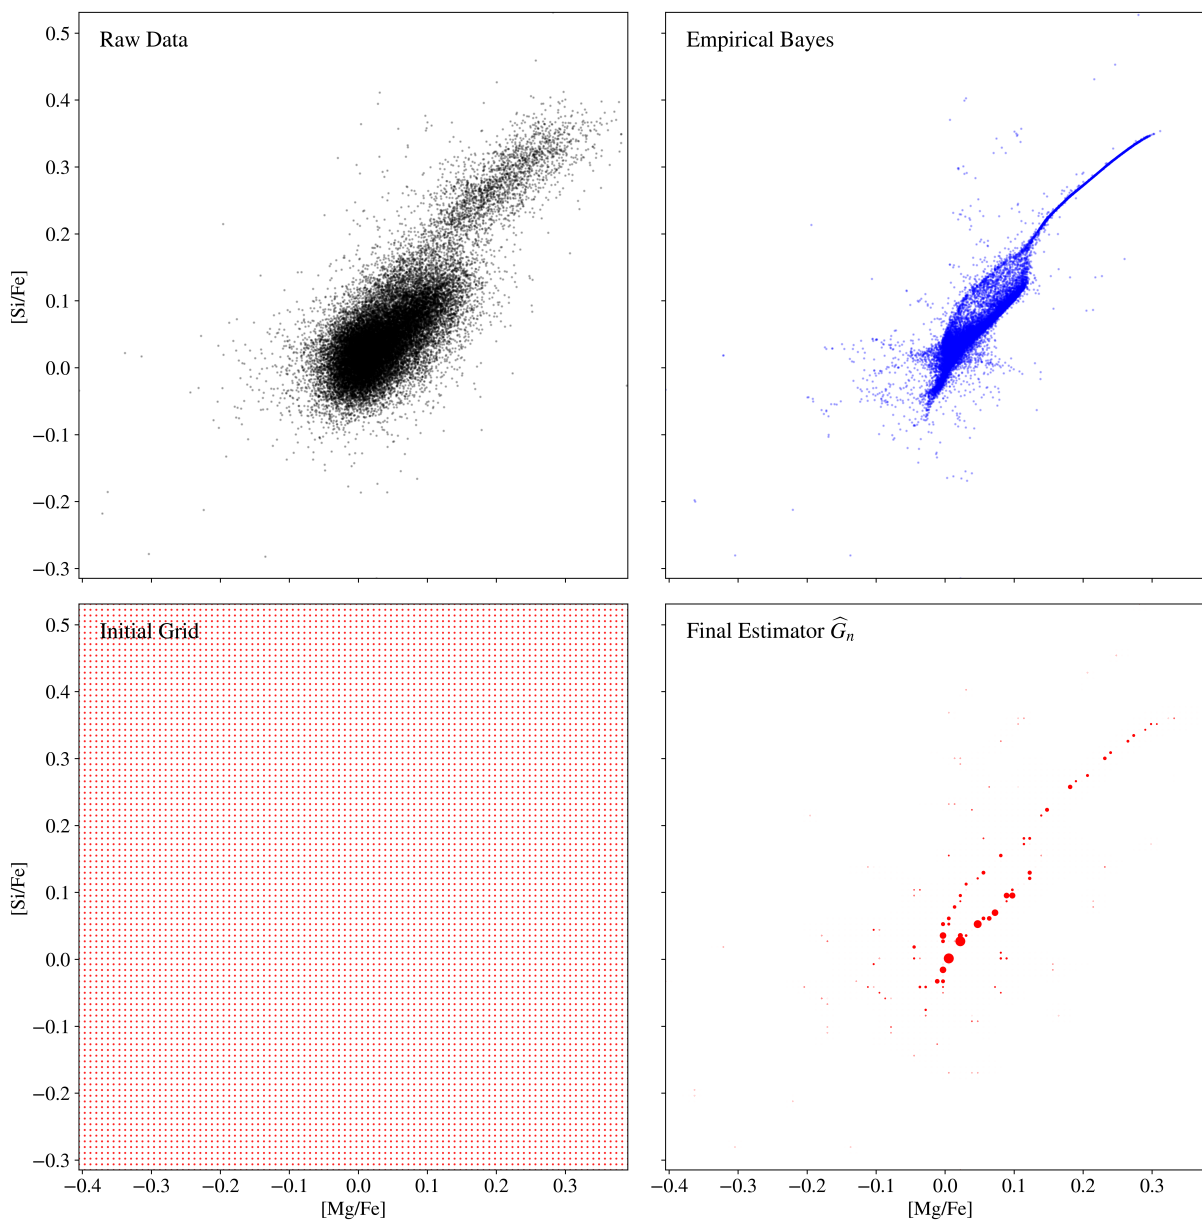 Raw Data
Empirical Bayes
0.5
0.4
0.3
0.2
0.1
0.0
−0.1
−0.2
−0.3
[Si/Fe]
Initial Grid
Final Estimator Ĝₙ
0.5
0.4
0.3
0.2
0.1
0.0
−0.1
−0.2
−0.3
[Si/Fe]
−0.4 −0.3 −0.2 −0.1 0.0 0.1 0.2 0.3
[Mg/Fe]
−0.4 −0.3 −0.2 −0.1 0.0 0.1 0.2 0.3
[Mg/Fe]